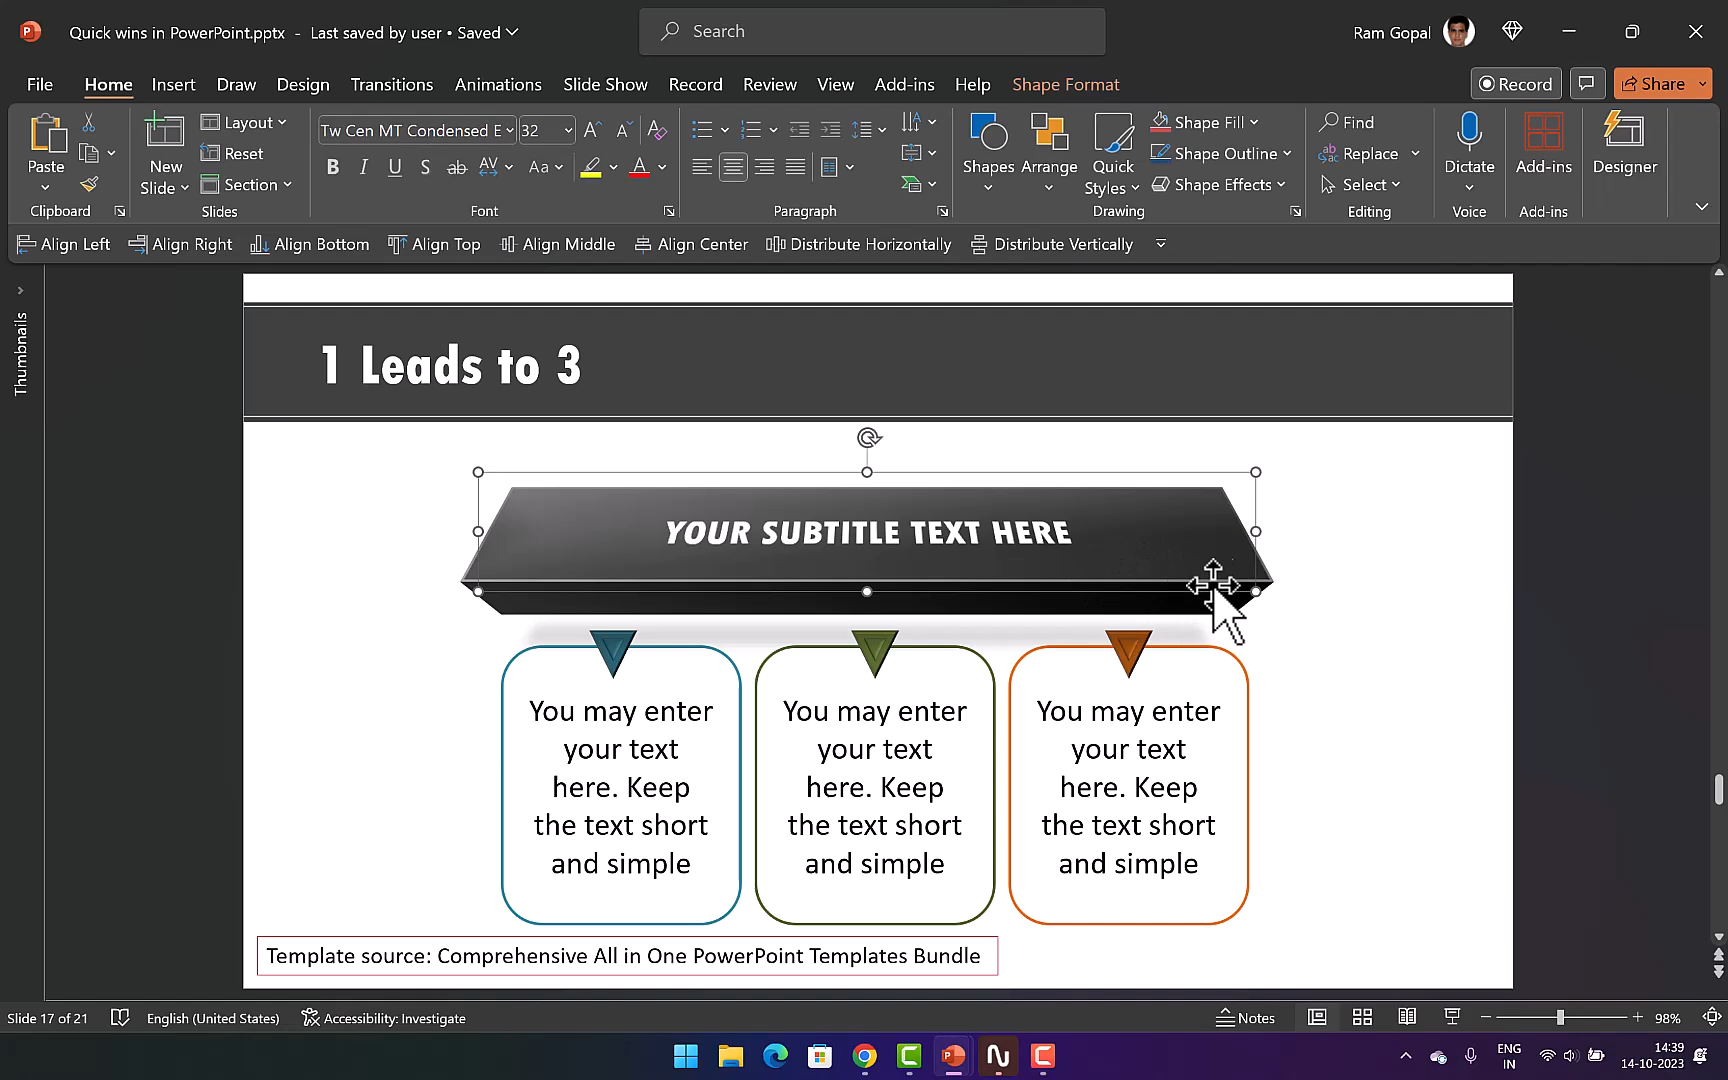 Quick wins in PowerPoint.pptx - Last saved by user • Saved
Search
Ram Gopal
File Home Insert Draw Design Transitions Animations Slide Show Record Review View Add-ins Help Shape Format
Record
Share
Paste
Clipboard
New
Slide
Layout
Reset
Section
Slides
Tw Cen MT Condensed E
32
B I U S ab AV Aa A
Font
Paragraph
Shapes
Arrange
Quick
Styles
Shape Fill
Shape Outline
Shape Effects
Drawing
Find
Replace
Select
Editing
Dictate
Voice
Add-ins
Add-ins
Designer
Align Left Align Right Align Bottom Align Top Align Middle Align Center Distribute Horizontally Distribute Vertically
Thumbnails
1 Leads to 3
YOUR SUBTITLE TEXT HERE
You may enter
your text
here. Keep
the text short
and simple
You may enter
your text
here. Keep
the text short
and simple
You may enter
your text
here. Keep
the text short
and simple
Template source: Comprehensive All in One PowerPoint Templates Bundle
Slide 17 of 21
English (United States)
Accessibility: Investigate
Notes
98%
ENG
IN
14:39
14-10-2023